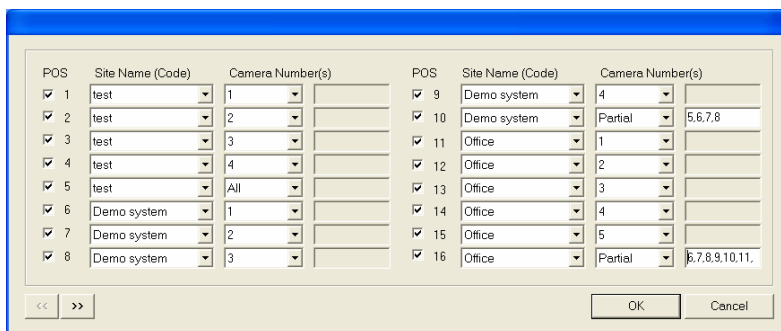 POS Site Name (Code) Camera Number(s) POS Site Name (Code) Camera Number(s)
1 test 1 9 Demo system 4
2 test 2 10 Demo system Partial 5,6,7,8
3 test 3 11 Office 1
4 test 4 12 Office 2
5 test All 13 Office 3
6 Demo system 1 14 Office 4
7 Demo system 2 15 Office 5
8 Demo system 3 16 Office Partial 6,7,8,9,10,11,
<< >> OK Cancel